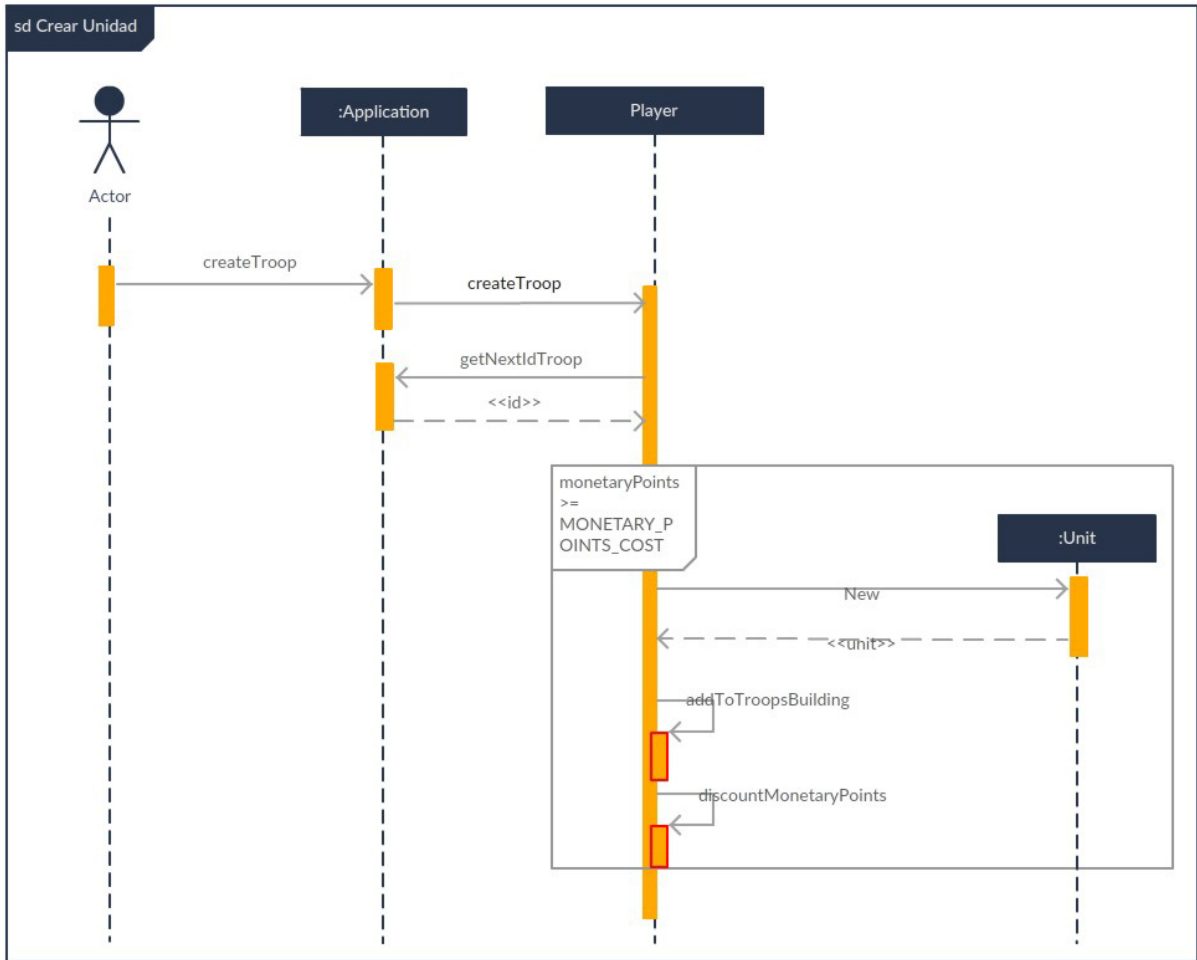 sd Crear Unidad
:Application
Player
Actor
createTroop
createTroop
getNextIdTroop
<<id>>
monetaryPoints
>=
MONETARY_P
OINTS_COST
:Unit
New
<<unit>>
addToTroopsBuilding
discountMonetaryPoints